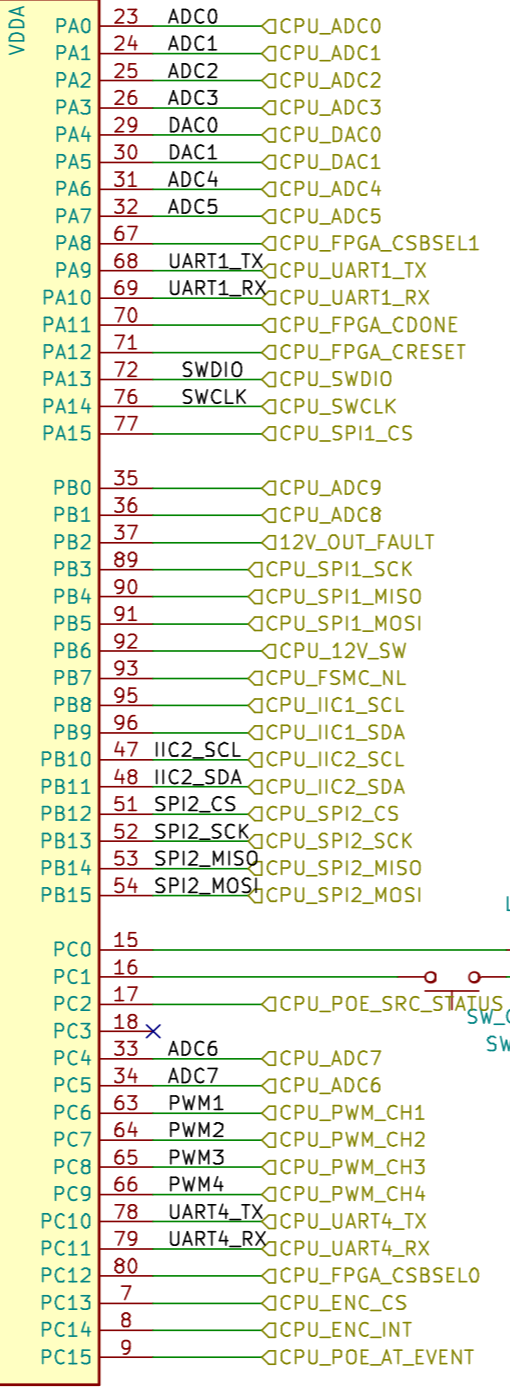 VDDA
PA0 23 ADC0 CPU_ADC0
PA1 24 ADC1 CPU_ADC1
PA2 25 ADC2 CPU_ADC2
PA3 26 ADC3 CPU_ADC3
PA4 29 DAC0 CPU_DAC0
PA5 30 DAC1 CPU_DAC1
PA6 31 ADC4 CPU_ADC4
PA7 32 ADC5 CPU_ADC5
PA8 67 CPU_FPGA_CSBSEL1
PA9 68 UART1_TX CPU_UART1_TX
PA10 69 UART1_RX CPU_UART1_RX
PA11 70 CPU_FPGA_CDONE
PA12 71 CPU_FPGA_CRESET
PA13 72 SWDIO CPU_SWDIO
PA14 76 SWCLK CPU_SWCLK
PA15 77 CPU_SPI1_CS
PB0 35 CPU_ADC9
PB1 36 CPU_ADC8
PB2 37 12V_OUT_FAULT
PB3 89 CPU_SPI1_SCK
PB4 90 CPU_SPI1_MISO
PB5 91 CPU_SPI1_MOSI
PB6 92 CPU_12V_SW
PB7 93 CPU_FSMC_NL
PB8 95 CPU_IIC1_SCL
PB9 96 CPU_IIC1_SDA
PB10 47 IIC2_SCL CPU_IIC2_SCL
PB11 48 IIC2_SDA CPU_IIC2_SDA
PB12 51 SPI2_CS CPU_SPI2_CS
PB13 52 SPI2_SCK CPU_SPI2_SCK
PB14 53 SPI2_MISO CPU_SPI2_MISO
PB15 54 SPI2_MOSI CPU_SPI2_MOSI
PC0 15
PC1 16
PC2 17 CPU_POE_SRC_STATUS
PC3 18
PC4 33 ADC6 CPU_ADC7
PC5 34 ADC7 CPU_ADC6
PC6 63 PWM1 CPU_PWM_CH1
PC7 64 PWM2 CPU_PWM_CH2
PC8 65 PWM3 CPU_PWM_CH3
PC9 66 PWM4 CPU_PWM_CH4
PC10 78 UART4_TX CPU_UART4_TX
PC11 79 UART4_RX CPU_UART4_RX
PC12 80 CPU_FPGA_CSBSEL0
PC13 7 CPU_ENC_CS
PC14 8 CPU_ENC_INT
PC15 9 CPU_POE_AT_EVENT